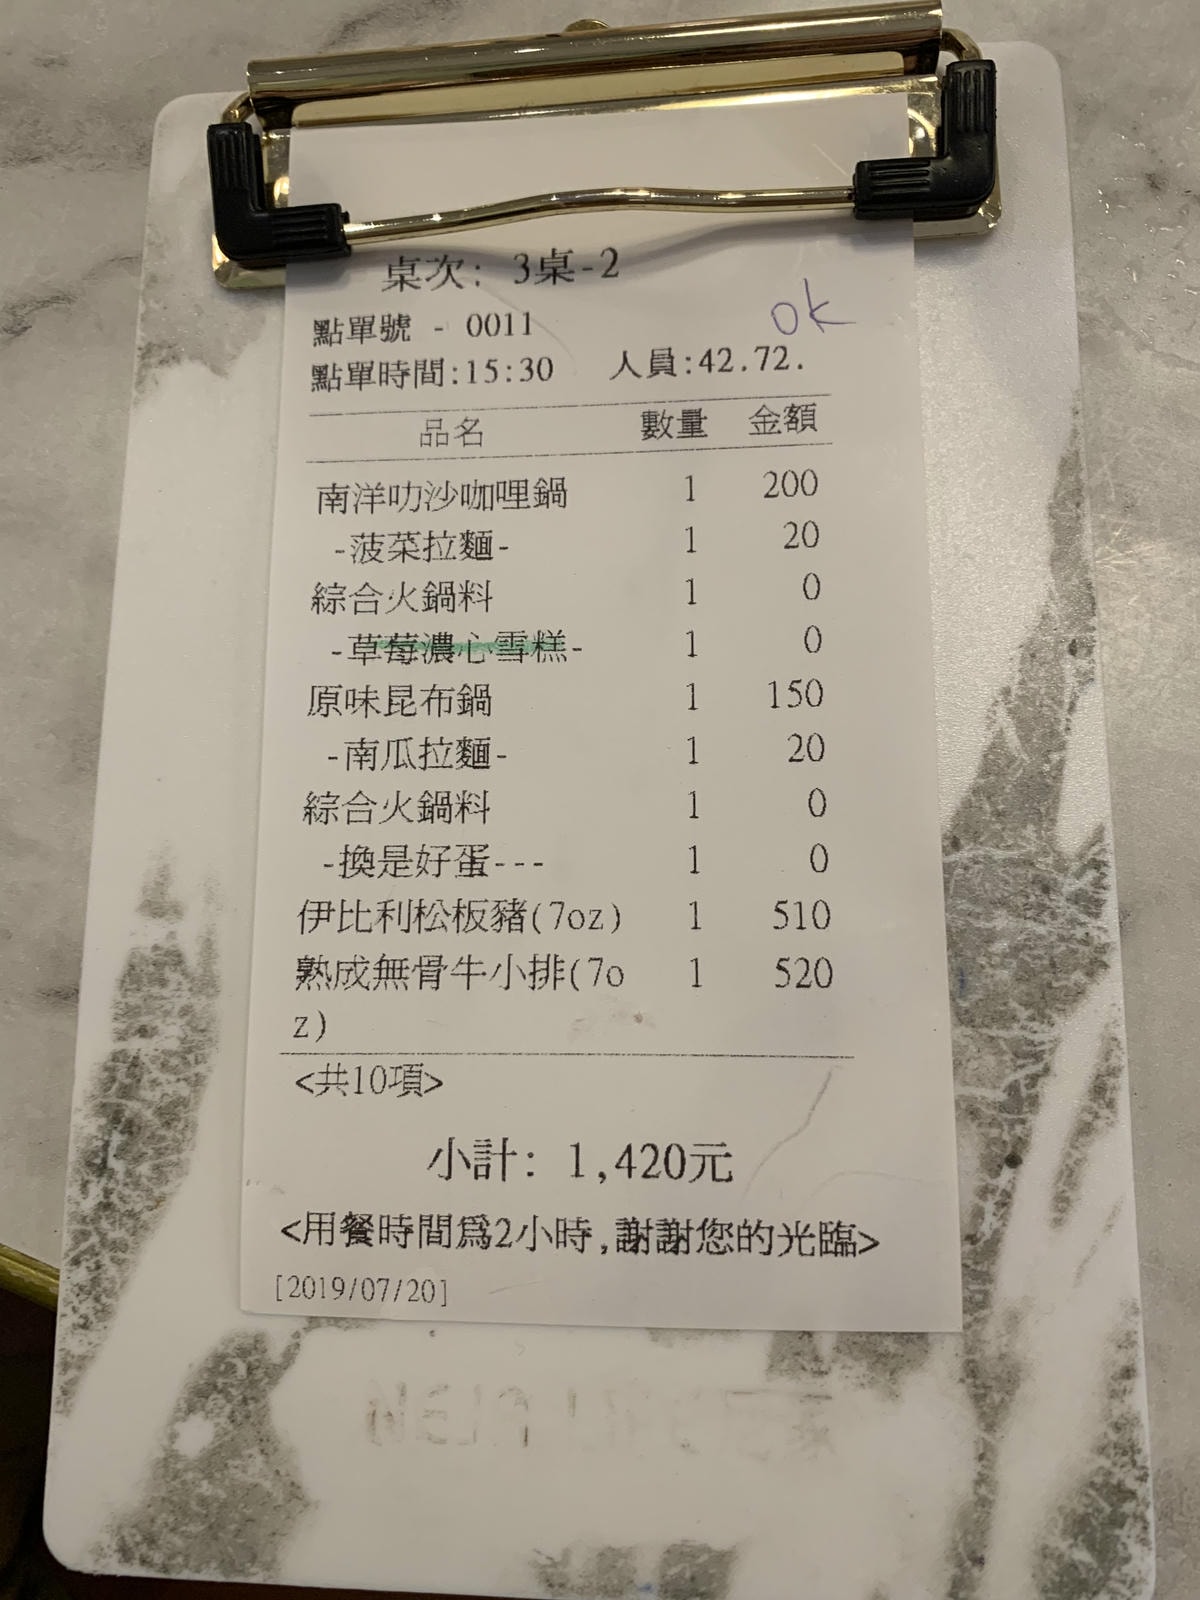 桌次: 3桌-2
ok
點單號 - 0011
點單時間:15:30 人員:42.72.
品名 數量 金額
南洋叻沙咖哩鍋 1 200
-菠菜拉麵- 1 20
綜合火鍋料 1 0
-草莓濃心雪糕- 1 0
原味昆布鍋 1 150
-南瓜拉麵- 1 20
綜合火鍋料 1 0
-換是好蛋--- 1 0
伊比利松板豬(7oz) 1 510
熟成無骨牛小排(7o 1 520
z)
<共10項>
小計: 1,420元
<用餐時間爲2小時,謝謝您的光臨>
[2019/07/20]